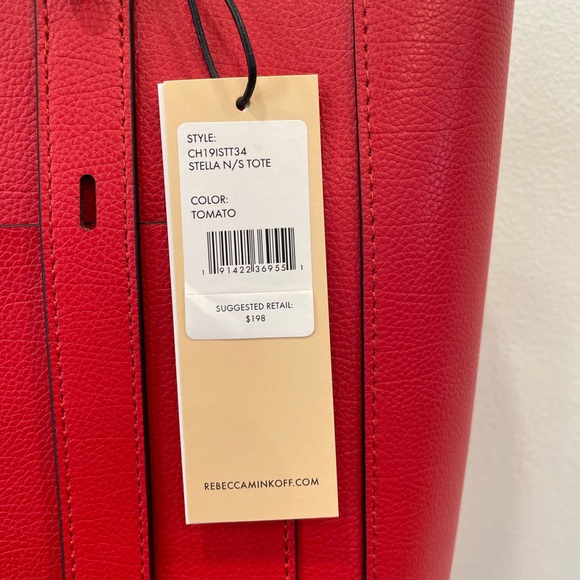 STYLE:
CH19ISTT34
STELLA N/S TOTE
COLOR:
TOMATO
1 91422 36955 1
SUGGESTED RETAIL:
$198
REBECCAMINKOFF.COM